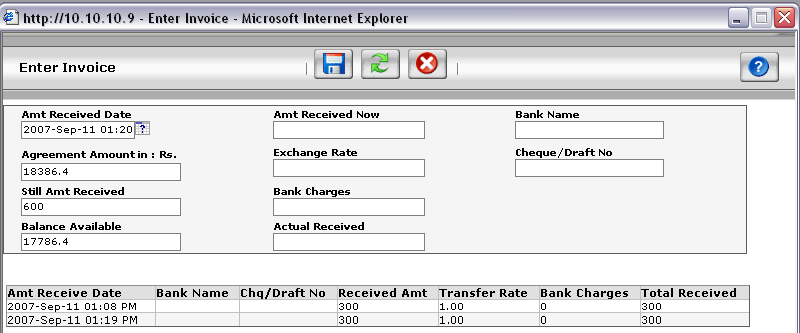 http://10.10.10.9 - Enter Invoice - Microsoft Internet Explorer
Enter Invoice
Amt Received Date Amt Received Now Bank Name
2007-Sep-11 01:20
Agreement Amount in : Rs. Exchange Rate Cheque/Draft No
18386.4
Still Amt Received Bank Charges
600
Balance Available Actual Received
17786.4
Amt Receive Date Bank Name Chq/Draft No Received Amt Transfer Rate Bank Charges Total Received
2007-Sep-11 01:08 PM 300 1.00 0 300
2007-Sep-11 01:19 PM 300 1.00 0 300